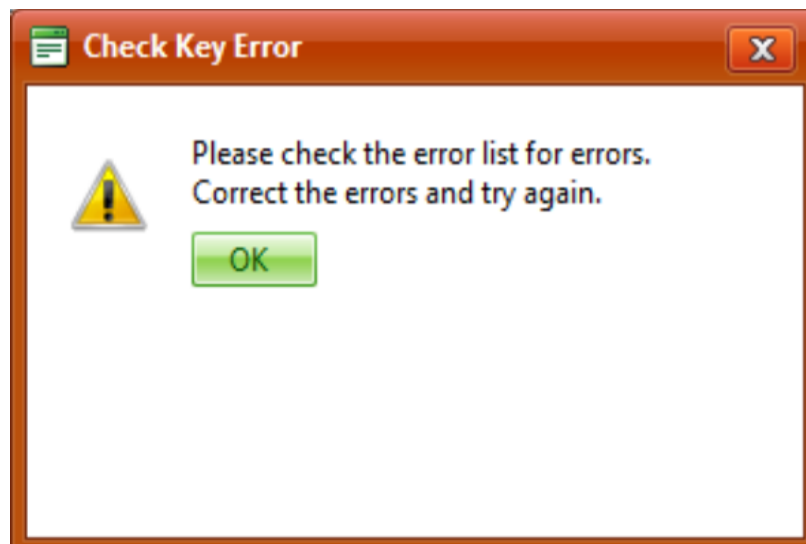 Check Key Error
Please check the error list for errors.
Correct the errors and try again.
OK